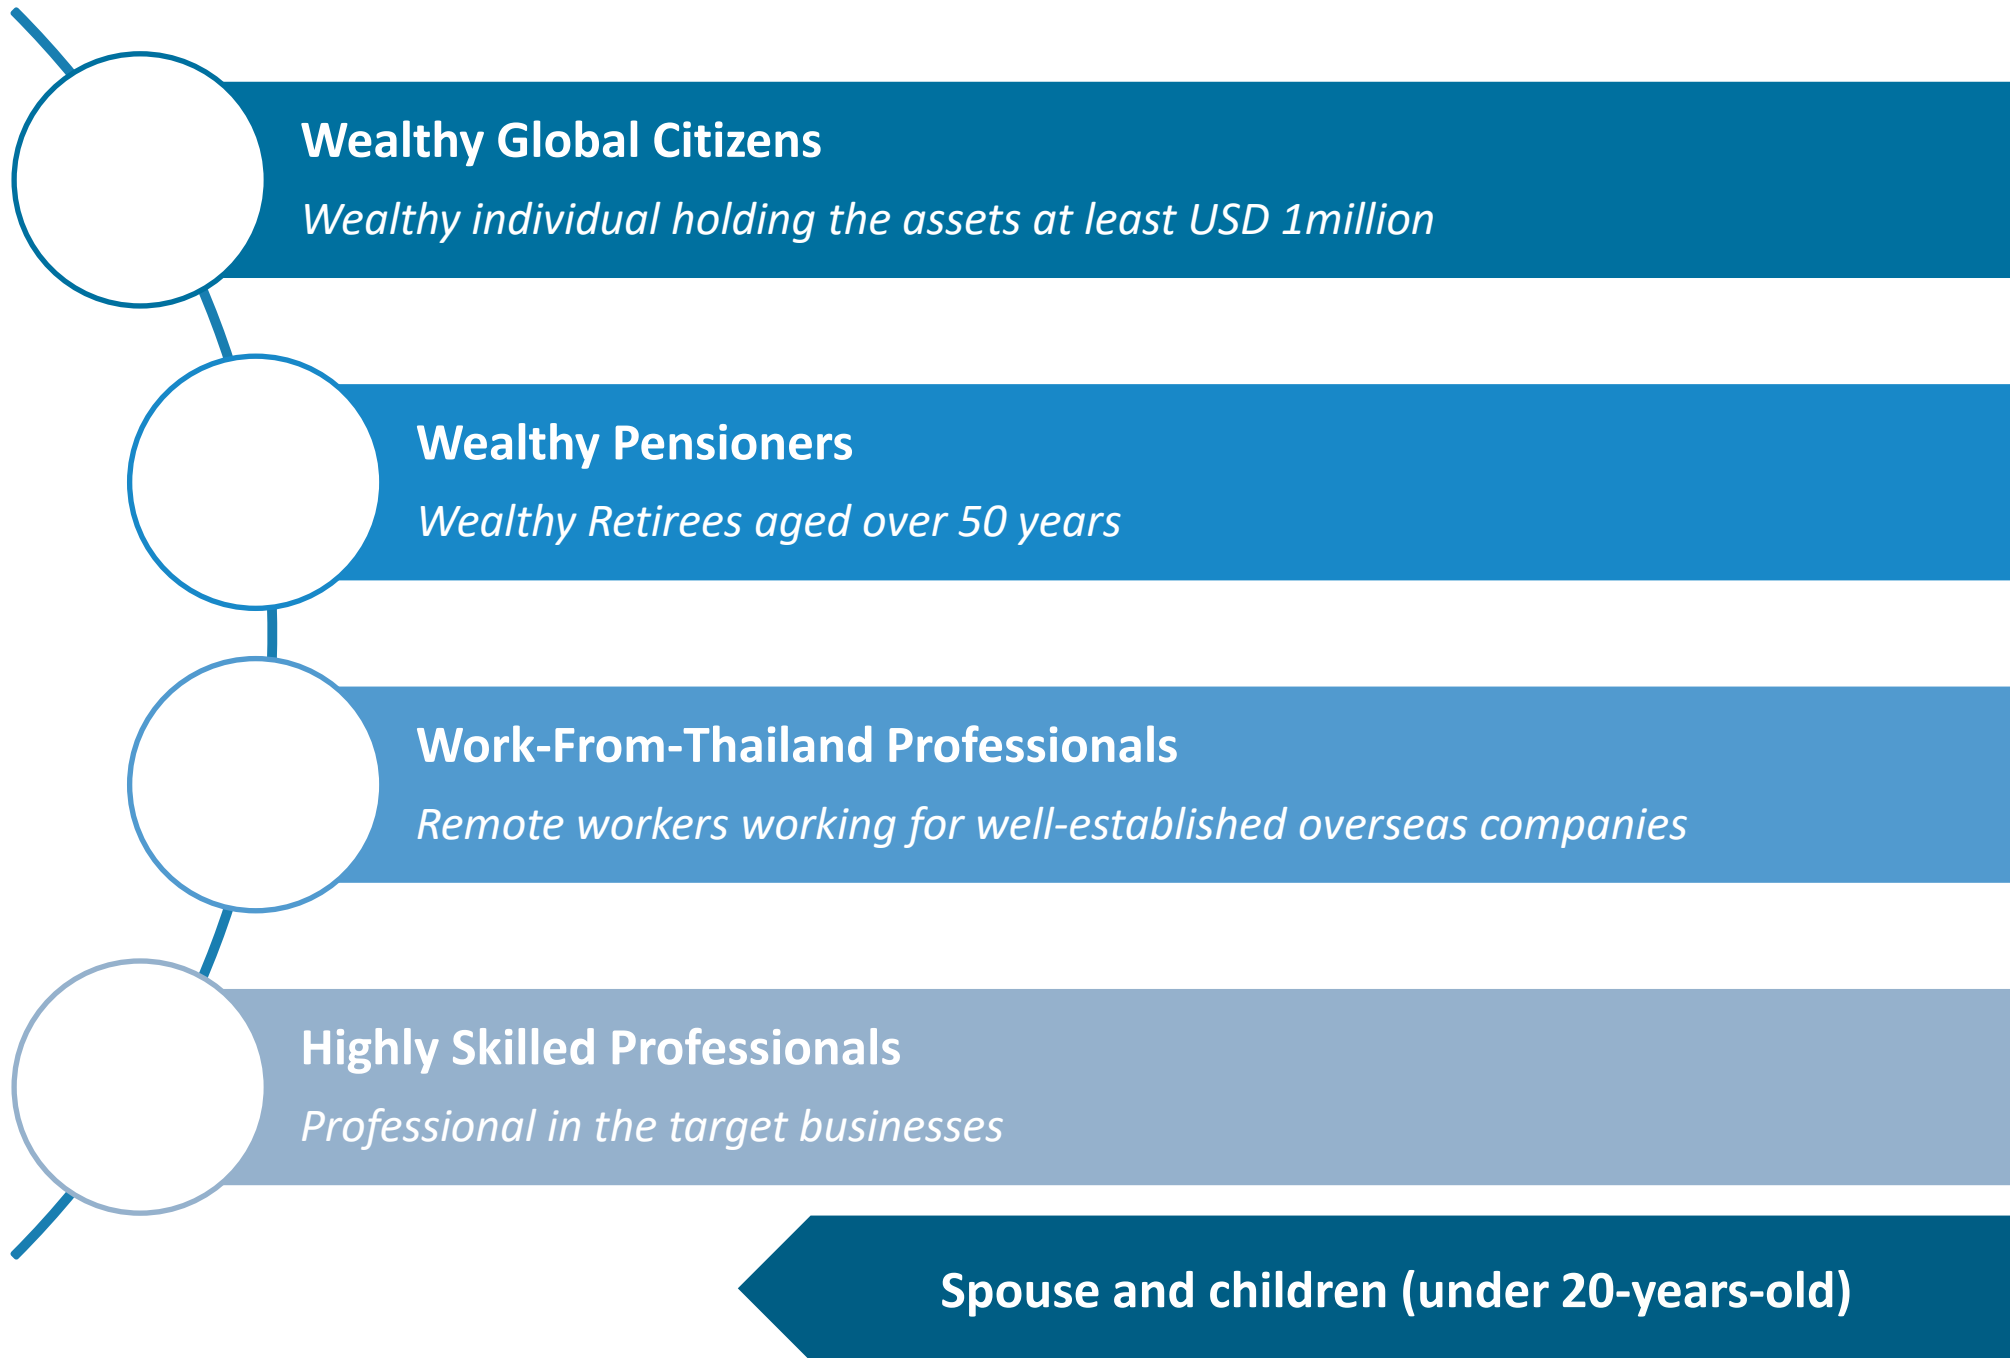 Wealthy Global Citizens
Wealthy individual holding the assets at least USD 1million
Wealthy Pensioners
Wealthy Retirees aged over 50 years
Work-From-Thailand Professionals
Remote workers working for well-established overseas companies
Highly Skilled Professionals
Professional in the target businesses
Spouse and children (under 20-years-old)